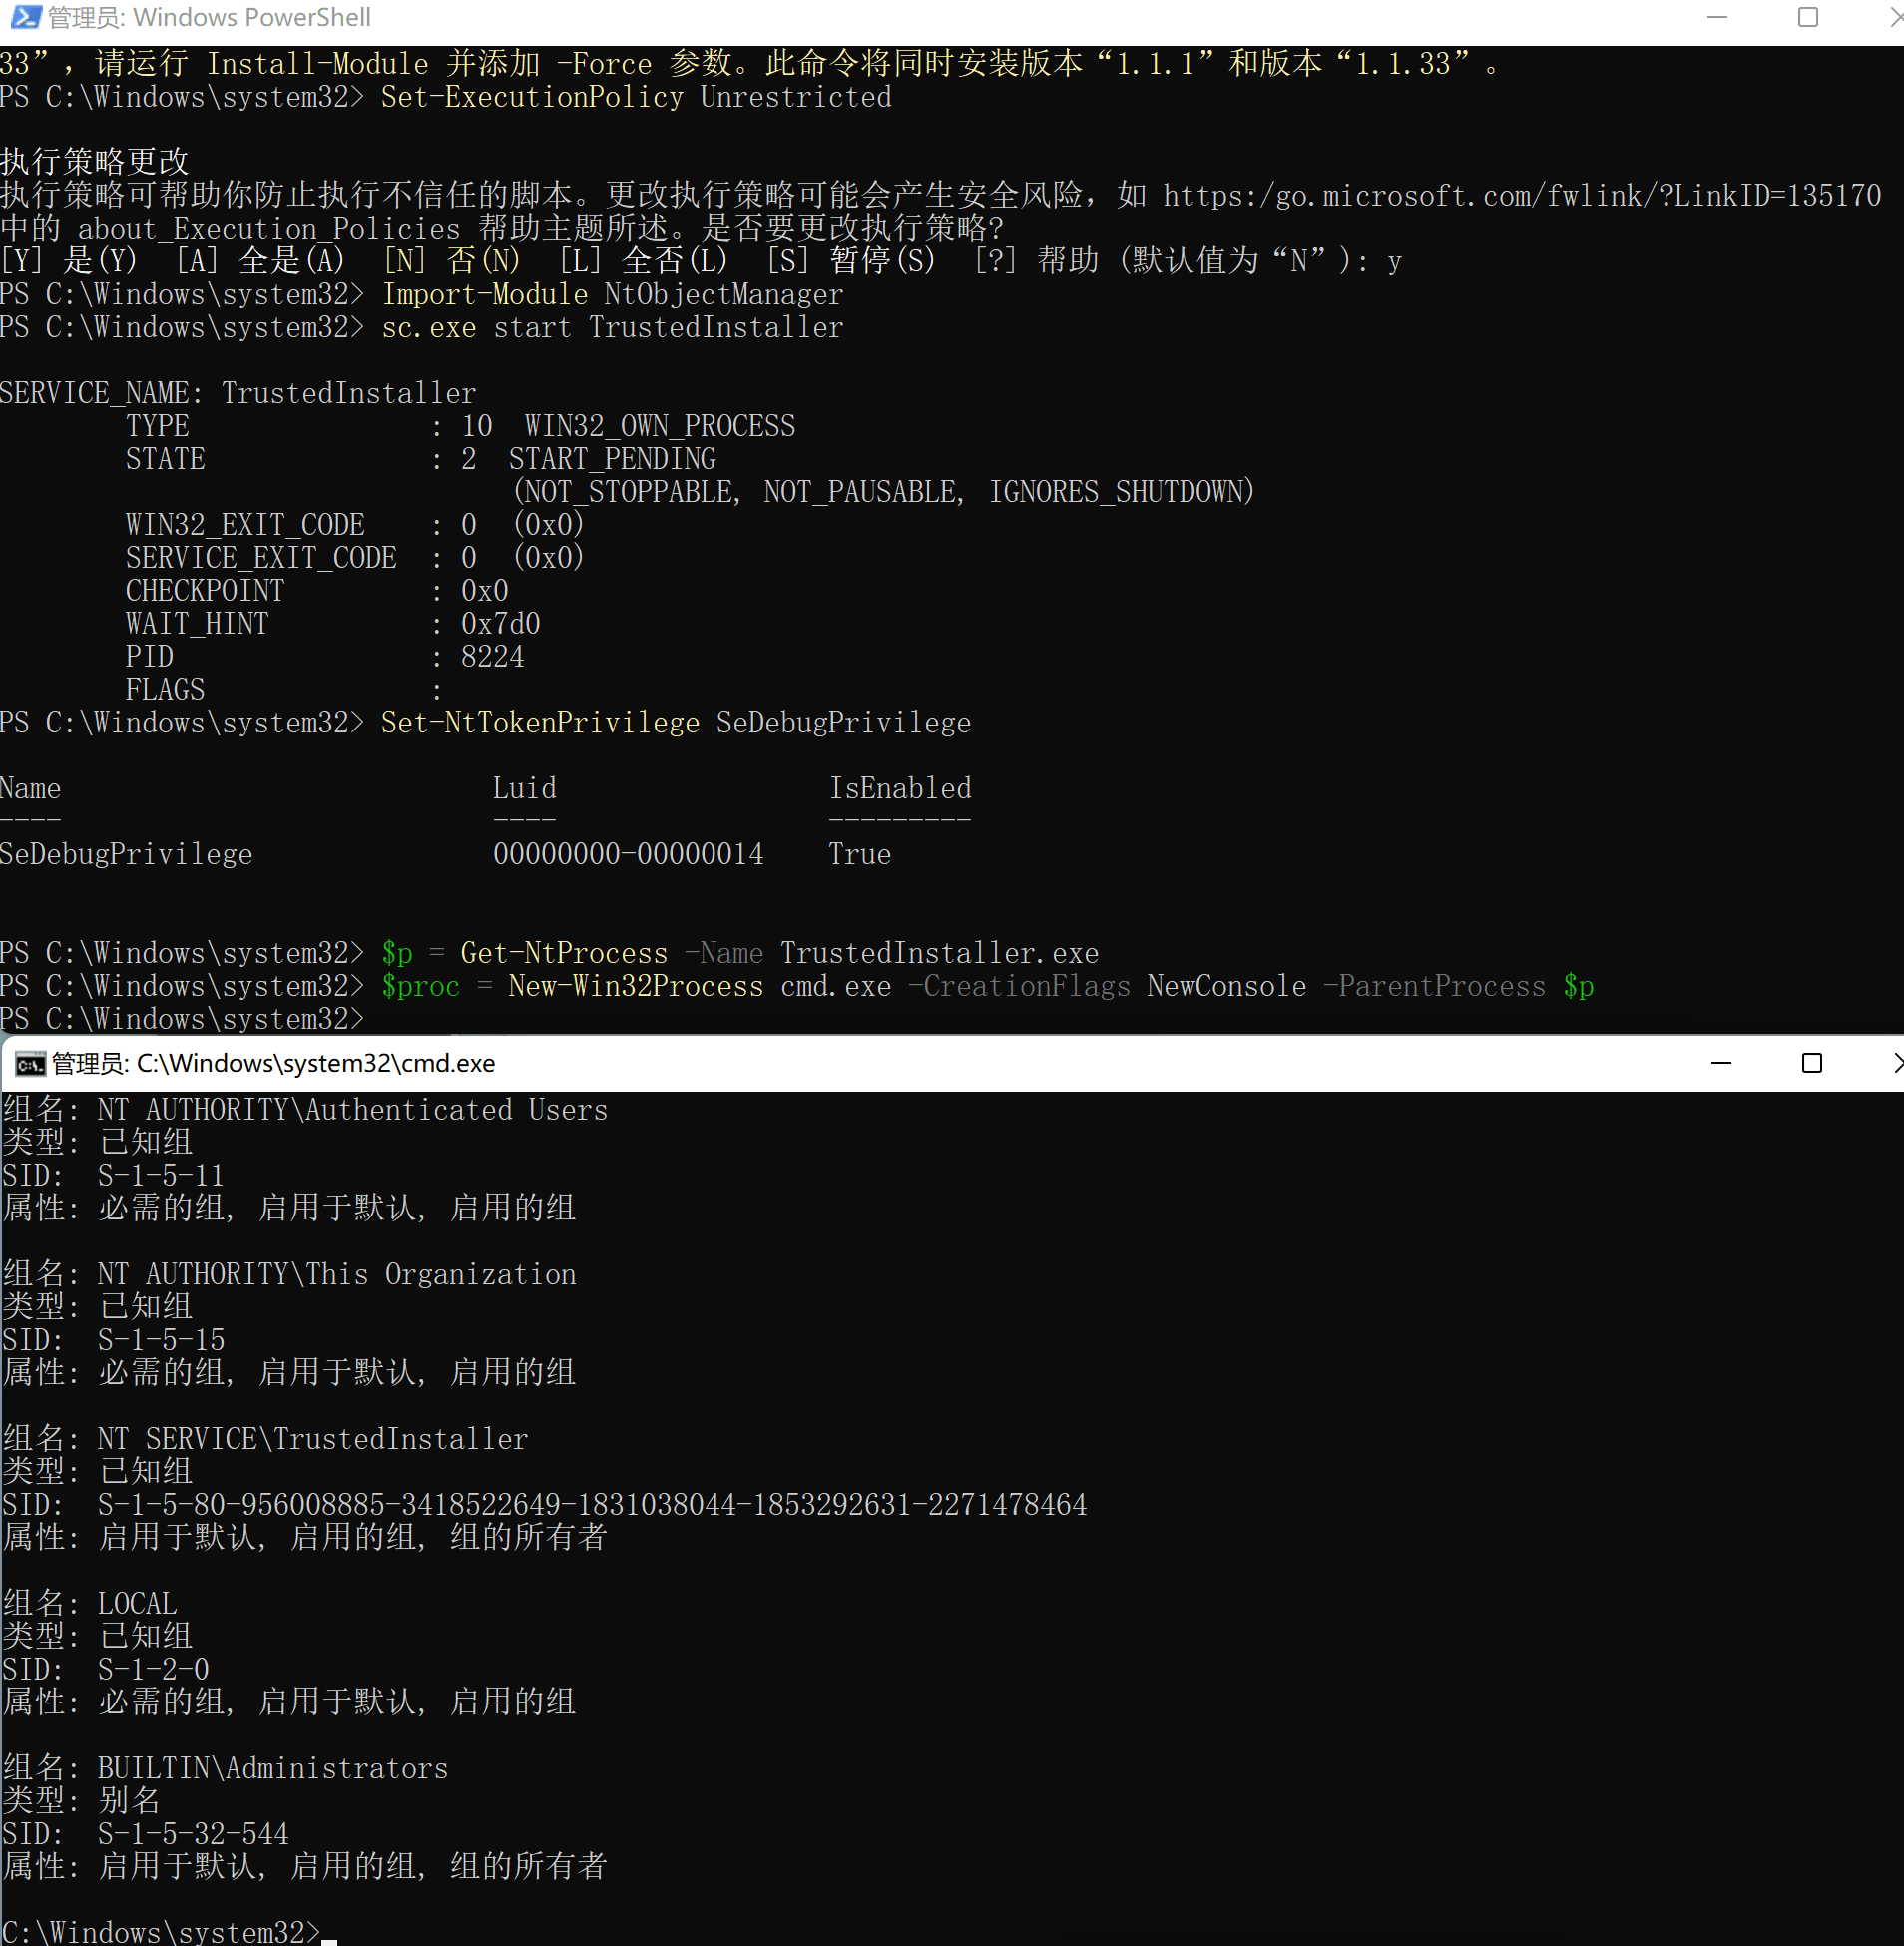 管理员: Windows PowerShell
33”，请运行 Install-Module 并添加 -Force 参数。此命令将同时安装版本“1.1.1”和版本“1.1.33”。
PS C:\Windows\system32> Set-ExecutionPolicy Unrestricted
执行策略更改
执行策略可帮助你防止执行不信任的脚本。更改执行策略可能会产生安全风险，如 https:/go.microsoft.com/fwlink/?LinkID=135170
中的 about_Execution_Policies 帮助主题所述。是否要更改执行策略?
[Y] 是(Y)  [A] 全是(A)  [N] 否(N)  [L] 全否(L)  [S] 暂停(S)  [?] 帮助 (默认值为“N”): y
PS C:\Windows\system32> Import-Module NtObjectManager
PS C:\Windows\system32> sc.exe start TrustedInstaller
SERVICE_NAME: TrustedInstaller
TYPE : 10 WIN32_OWN_PROCESS
STATE : 2 START_PENDING
(NOT_STOPPABLE, NOT_PAUSABLE, IGNORES_SHUTDOWN)
WIN32_EXIT_CODE : 0 (0x0)
SERVICE_EXIT_CODE : 0 (0x0)
CHECKPOINT : 0x0
WAIT_HINT : 0x7d0
PID : 8224
FLAGS :
PS C:\Windows\system32> Set-NtTokenPrivilege SeDebugPrivilege
Name Luid IsEnabled
---- ---- ---------
SeDebugPrivilege 00000000-00000014 True
PS C:\Windows\system32> $p = Get-NtProcess -Name TrustedInstaller.exe
PS C:\Windows\system32> $proc = New-Win32Process cmd.exe -CreationFlags NewConsole -ParentProcess $p
PS C:\Windows\system32>
管理员: C:\Windows\system32\cmd.exe
组名: NT AUTHORITY\Authenticated Users
类型: 已知组
SID: S-1-5-11
属性: 必需的组, 启用于默认, 启用的组
组名: NT AUTHORITY\This Organization
类型: 已知组
SID: S-1-5-15
属性: 必需的组, 启用于默认, 启用的组
组名: NT SERVICE\TrustedInstaller
类型: 已知组
SID: S-1-5-80-956008885-3418522649-1831038044-1853292631-2271478464
属性: 启用于默认, 启用的组, 组的所有者
组名: LOCAL
类型: 已知组
SID: S-1-2-0
属性: 必需的组, 启用于默认, 启用的组
组名: BUILTIN\Administrators
类型: 别名
SID: S-1-5-32-544
属性: 启用于默认, 启用的组, 组的所有者
C:\Windows\system32>